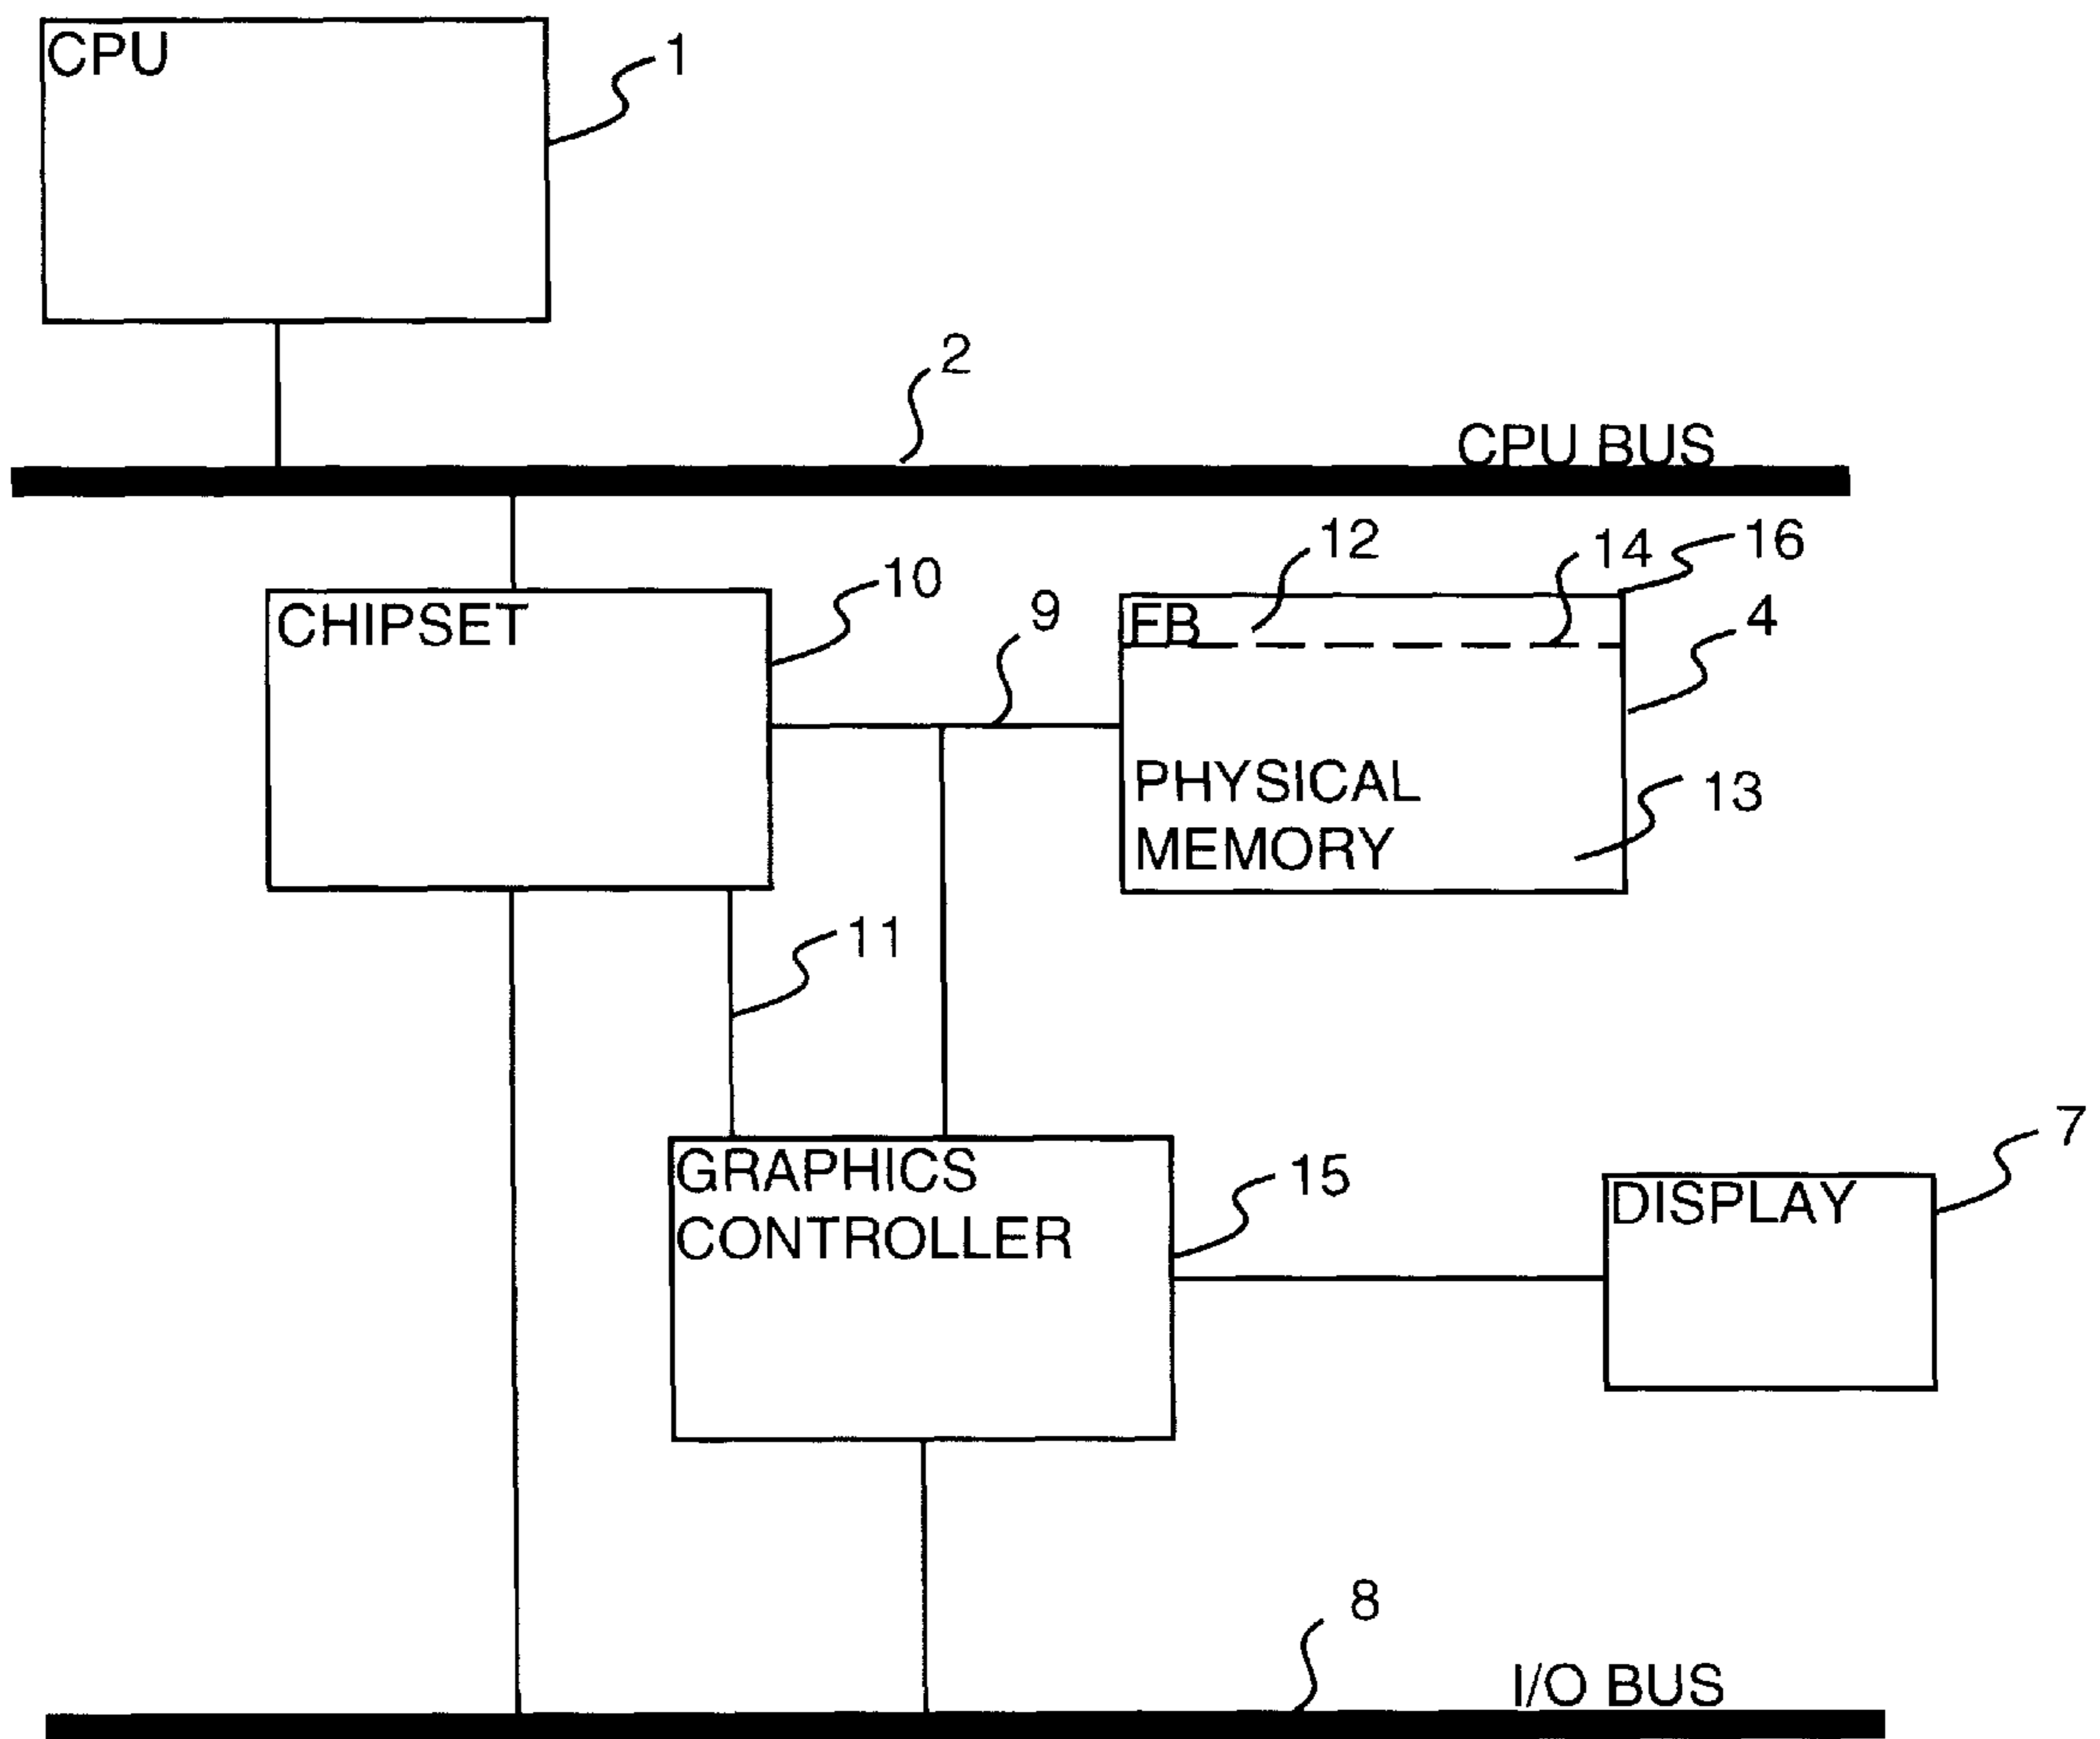 CPU
1
2
CPU BUS
12
14
16
10
9
4
CHIPSET
FB
PHYSICAL
MEMORY
13
11
7
GRAPHICS
CONTROLLER
15
DISPLAY
8
I/O BUS